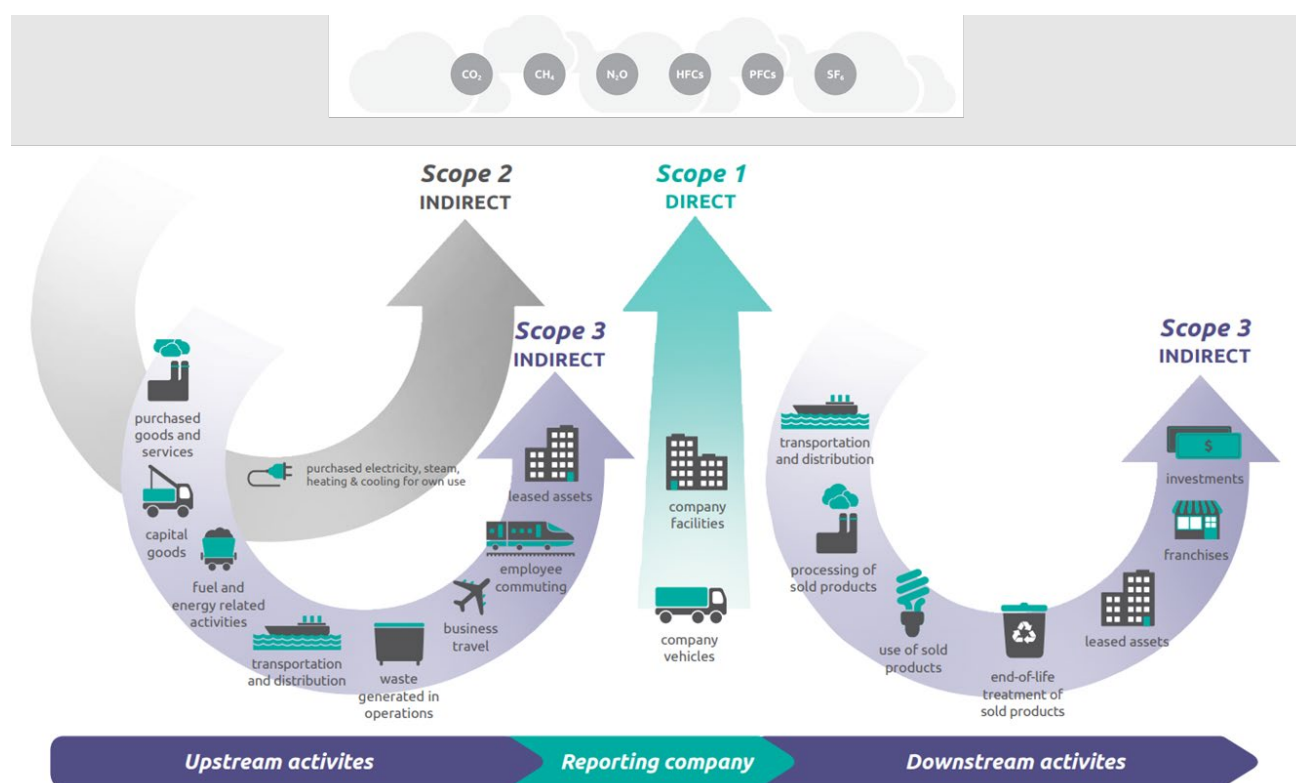 CO₂
CH₄
N₂O
HFCs
PFCs
SF₆
Scope 2
INDIRECT
Scope 1
DIRECT
Scope 3
INDIRECT
Scope 3
INDIRECT
purchased
goods and
services
capital
goods
fuel and
energy related
activities
purchased electricity, steam,
heating & cooling for own use
transportation
and distribution
waste
generated in
operations
business
travel
employee
commuting
leased assets
company
facilities
company
vehicles
transportation
and distribution
processing of
sold products
use of sold
products
end-of-life
treatment of
sold products
leased assets
franchises
$
investments
Upstream activites
Reporting company
Downstream activites